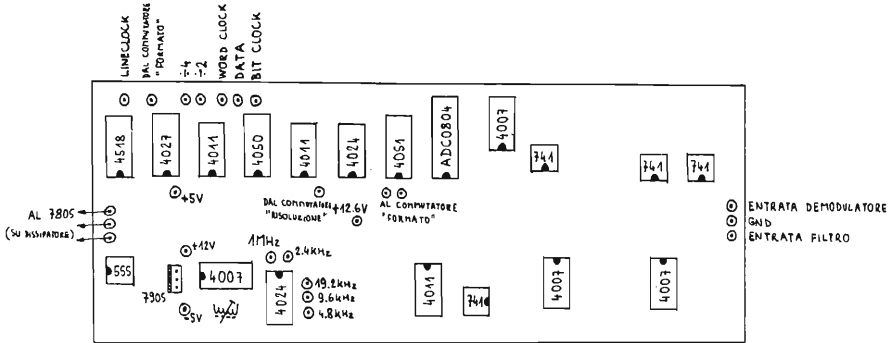 LINECLOCK
DAL COMMUTATORE
"FORMATO"
÷4
÷2
WORD CLOCK
DATA
BIT CLOCK
4518
4027
4011
4050
4011
4024
4051
ADC0804
4007
741
741
741
+5V
DAL COMMUTATORE
"RISOLUZIONE"
+12.6V
AL COMMUTATORE
"FORMATO"
AL 7805
(SU DISSIPATORE)
ENTRATA DEMODULATORE
GND
ENTRATA FILTRO
555
+12V
7905
-5V
4007
1MHz
2.4KHz
4024
19.2KHz
9.6KHz
4.8KHz
4011
741
4007
4007